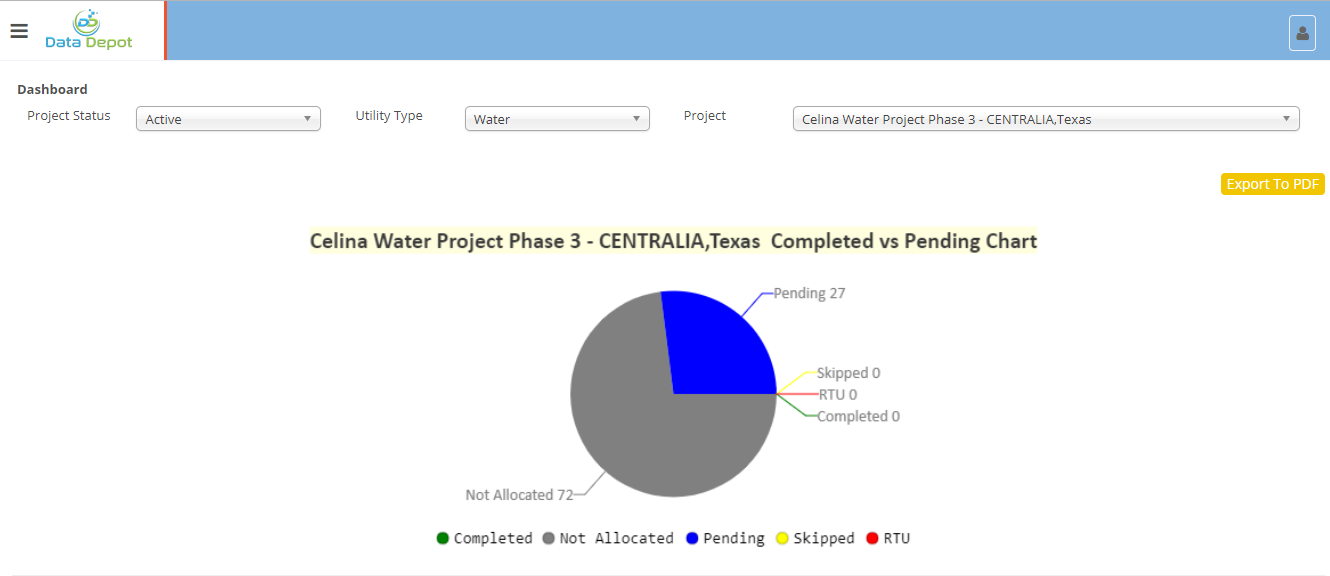 Data Depot
Dashboard
Project Status Active Utility Type Water Project Celina Water Project Phase 3 - CENTRALIA,Texas
Export To PDF
Celina Water Project Phase 3 - CENTRALIA,Texas  Completed vs Pending Chart
Pending 27
Skipped 0
RTU 0
Completed 0
Not Allocated 72
Completed Not Allocated Pending Skipped RTU